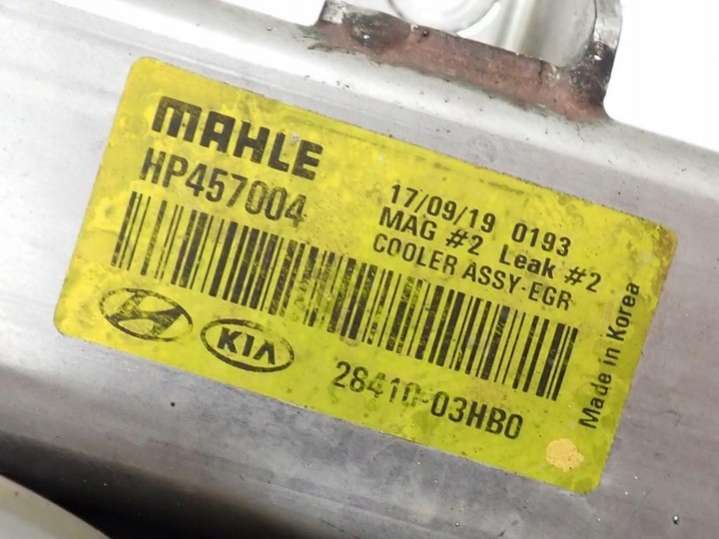 MAHLE
HP457004
17/09/19 0193
MAG #2 Leak #2
COOLER ASSY-EGR
KIA
28410-03HB0
Made in Korea